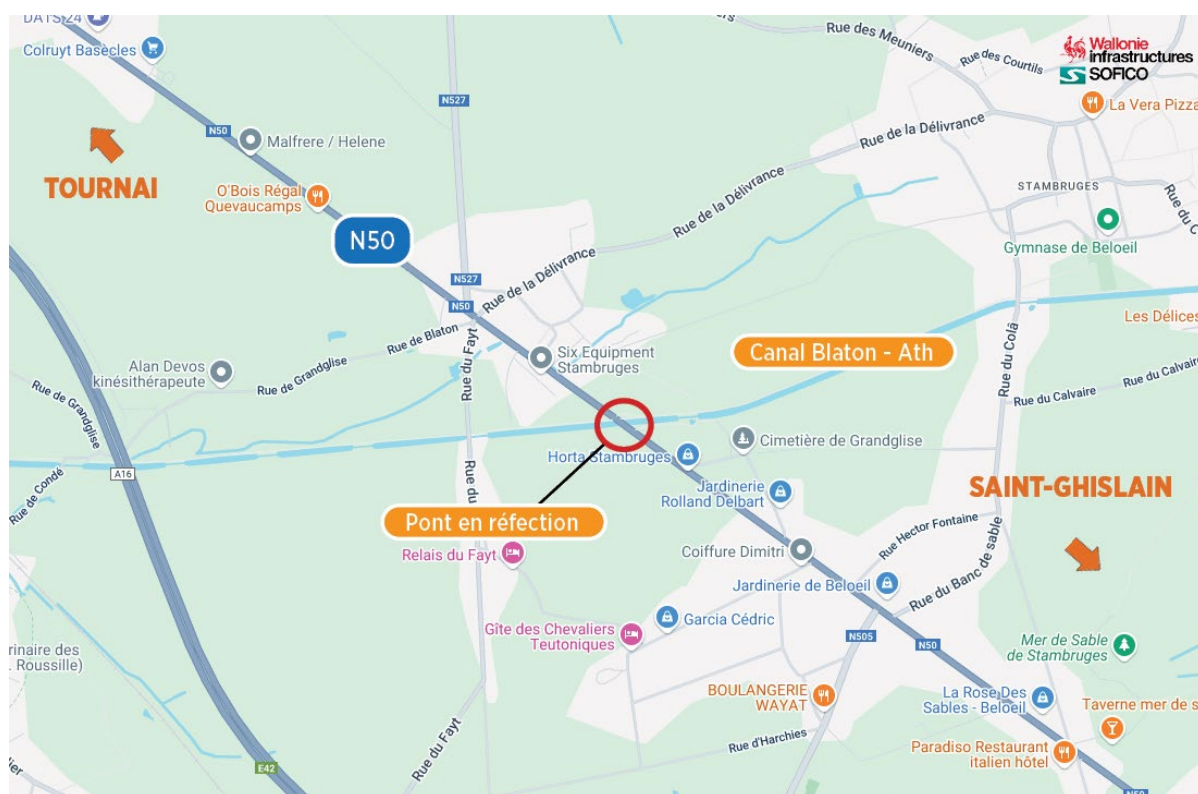 DATS 24
Colruyt Basècles
Rue des Meuniers
Rue des Courtils
Wallonie
infrastructures
SOFICO
La Vera Pizza
N527
Rue de la Délivrance
N50
Malfrere / Helene
TOURNAI
O'Bois Régal
Quevaucamps
N50
STAMBRUGES
Rue du C
Rue de la Délivrance
Gymnase de Beloeil
N527
Rue de la Délivrance
N50
Les Délices
Rue de Blaton
Rue du Fayt
Six Equipment
Stambruges
Canal Blaton - Ath
Rue du Colà
Alan Devos
kinésithérapeute
Rue de Grandglise
Rue de Grandglise
Rue du Calvaire
Rue du Calvaire
Cimetière de Grandglise
Horta Stambruges
A16
Rue de Condé
Rue du
Jardinerie
Rolland Delbart
SAINT-GHISLAIN
Pont en réfection
Rue Hector Fontaine
Relais du Fayt
Coiffure Dimitri
Rue du Banc de sable
Jardinerie de Beloeil
Garcia Cédric
Gîte des Chevaliers
Teutoniques
N505
N50
Mer de Sable
de Stambruges
rinaire des
. Roussille)
BOULANGERIE
WAYAT
La Rose Des
Sables - Beloeil
Taverne mer de s
Rue du Fayt
Rue d'Harchies
Paradiso Restaurant
italien hôtel
E42
N50